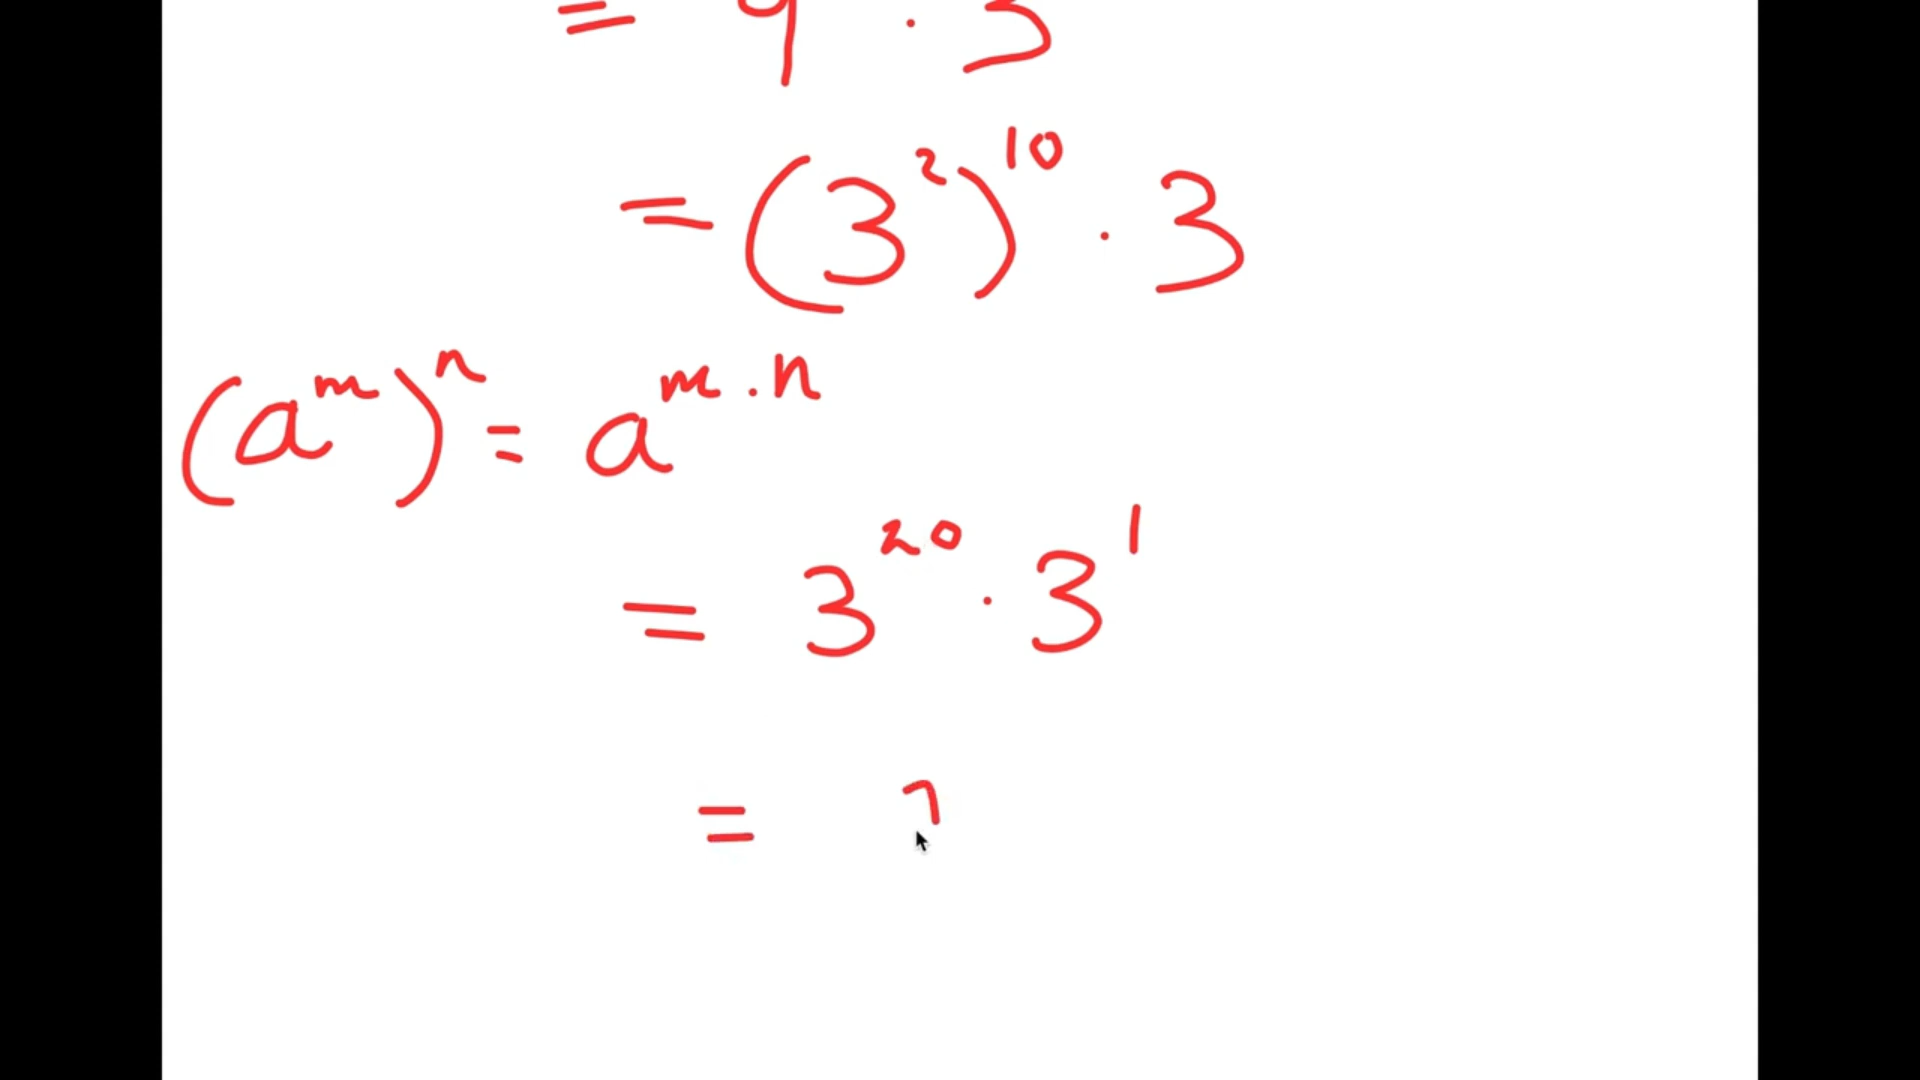 = 9 · 3
= (3²)¹⁰ · 3
(aᵐ)ⁿ = aᵐ·ⁿ
= 3²⁰ · 3¹
=